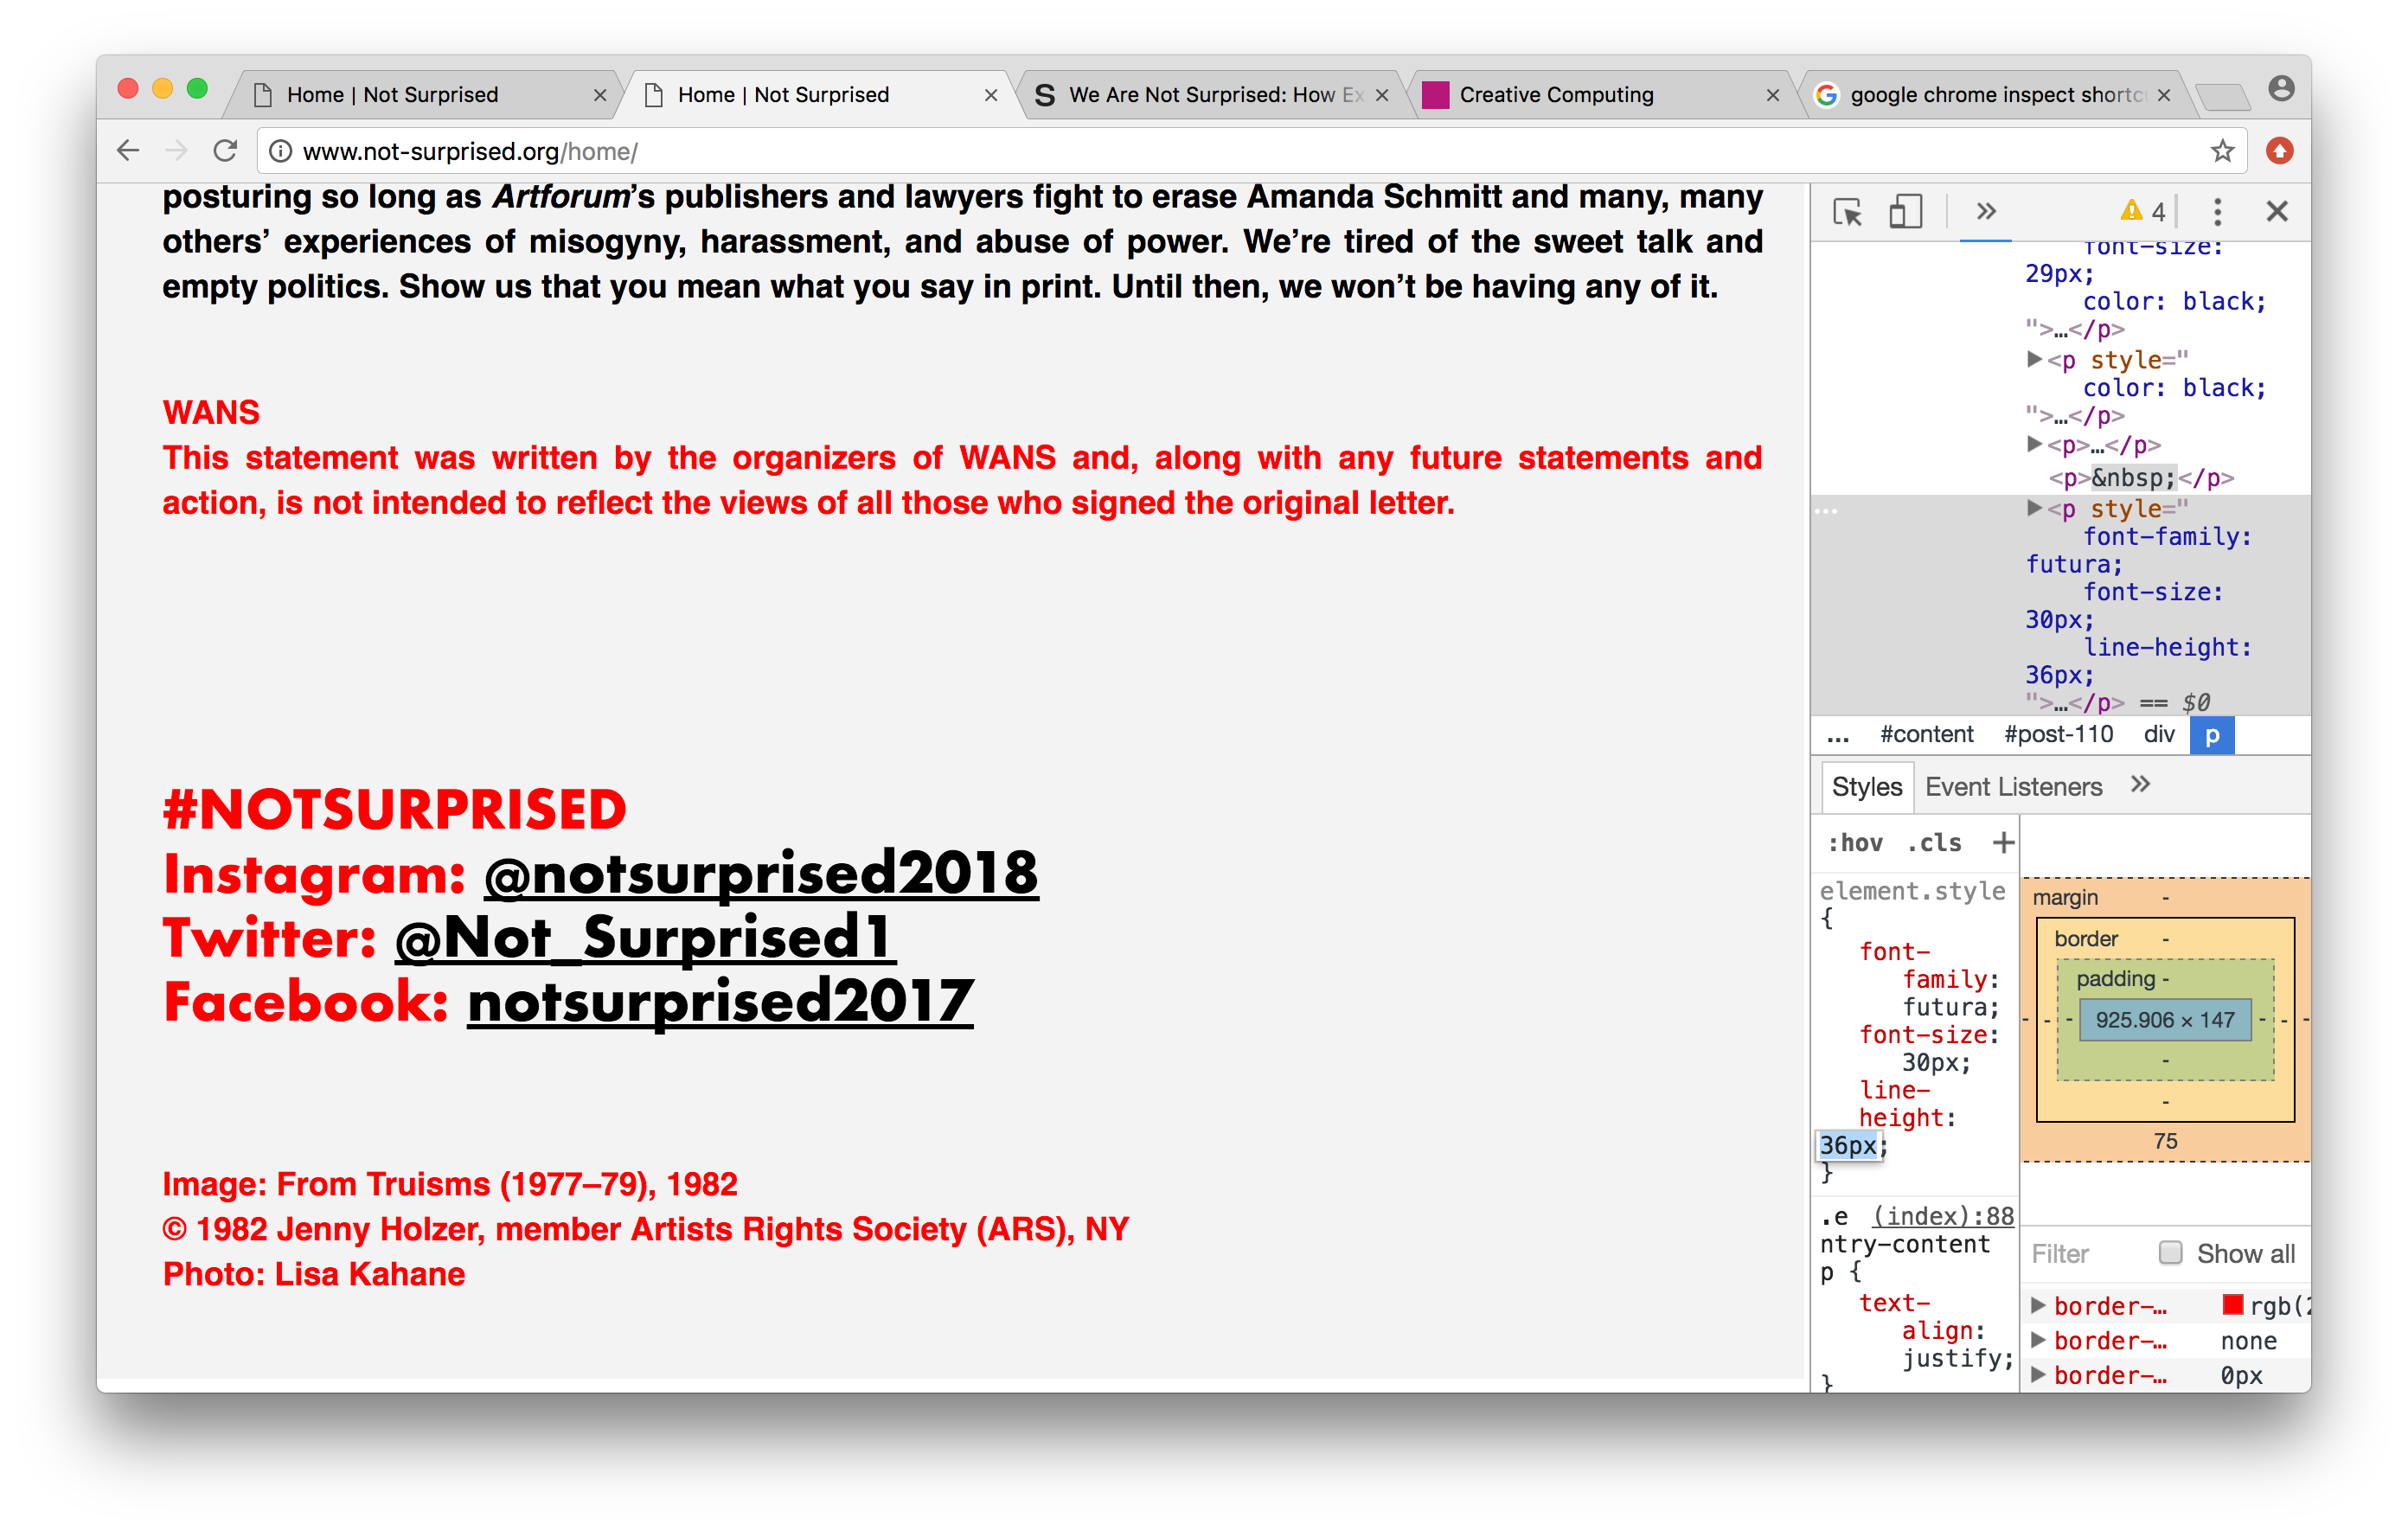 Home | Not Surprised
Home | Not Surprised
S We Are Not Surprised: How Ex
Creative Computing
google chrome inspect shortc
www.not-surprised.org/home/
posturing so long as Artforum’s publishers and lawyers fight to erase Amanda Schmitt and many, many
others’ experiences of misogyny, harassment, and abuse of power. We’re tired of the sweet talk and
empty politics. Show us that you mean what you say in print. Until then, we won’t be having any of it.
WANS
This statement was written by the organizers of WANS and, along with any future statements and
action, is not intended to reflect the views of all those who signed the original letter.
#NOTSURPRISED
Instagram: @notsurprised2018
Twitter: @Not_Surprised1
Facebook: notsurprised2017
Image: From Truisms (1977–79), 1982
© 1982 Jenny Holzer, member Artists Rights Society (ARS), NY
Photo: Lisa Kahane
4
font-size:
29px;
color: black;
">…</p>
<p style="
color: black;
">…</p>
<p>…</p>
<p>&nbsp;</p>
<p style="
font-family:
futura;
font-size:
30px;
line-height:
36px;
">…</p> == $0
... #content #post-110 div p
Styles Event Listeners
:hov .cls +
element.style
{
font-
family:
futura;
font-size:
30px;
line-
height:
36px;
}
.e (index):88
ntry-content
p {
text-
align:
justify;
}
margin -
border -
padding -
- - - 925.906 × 147 - - -
-
-
75
Filter Show all
border-… rgb(2
border-… none
border-… 0px